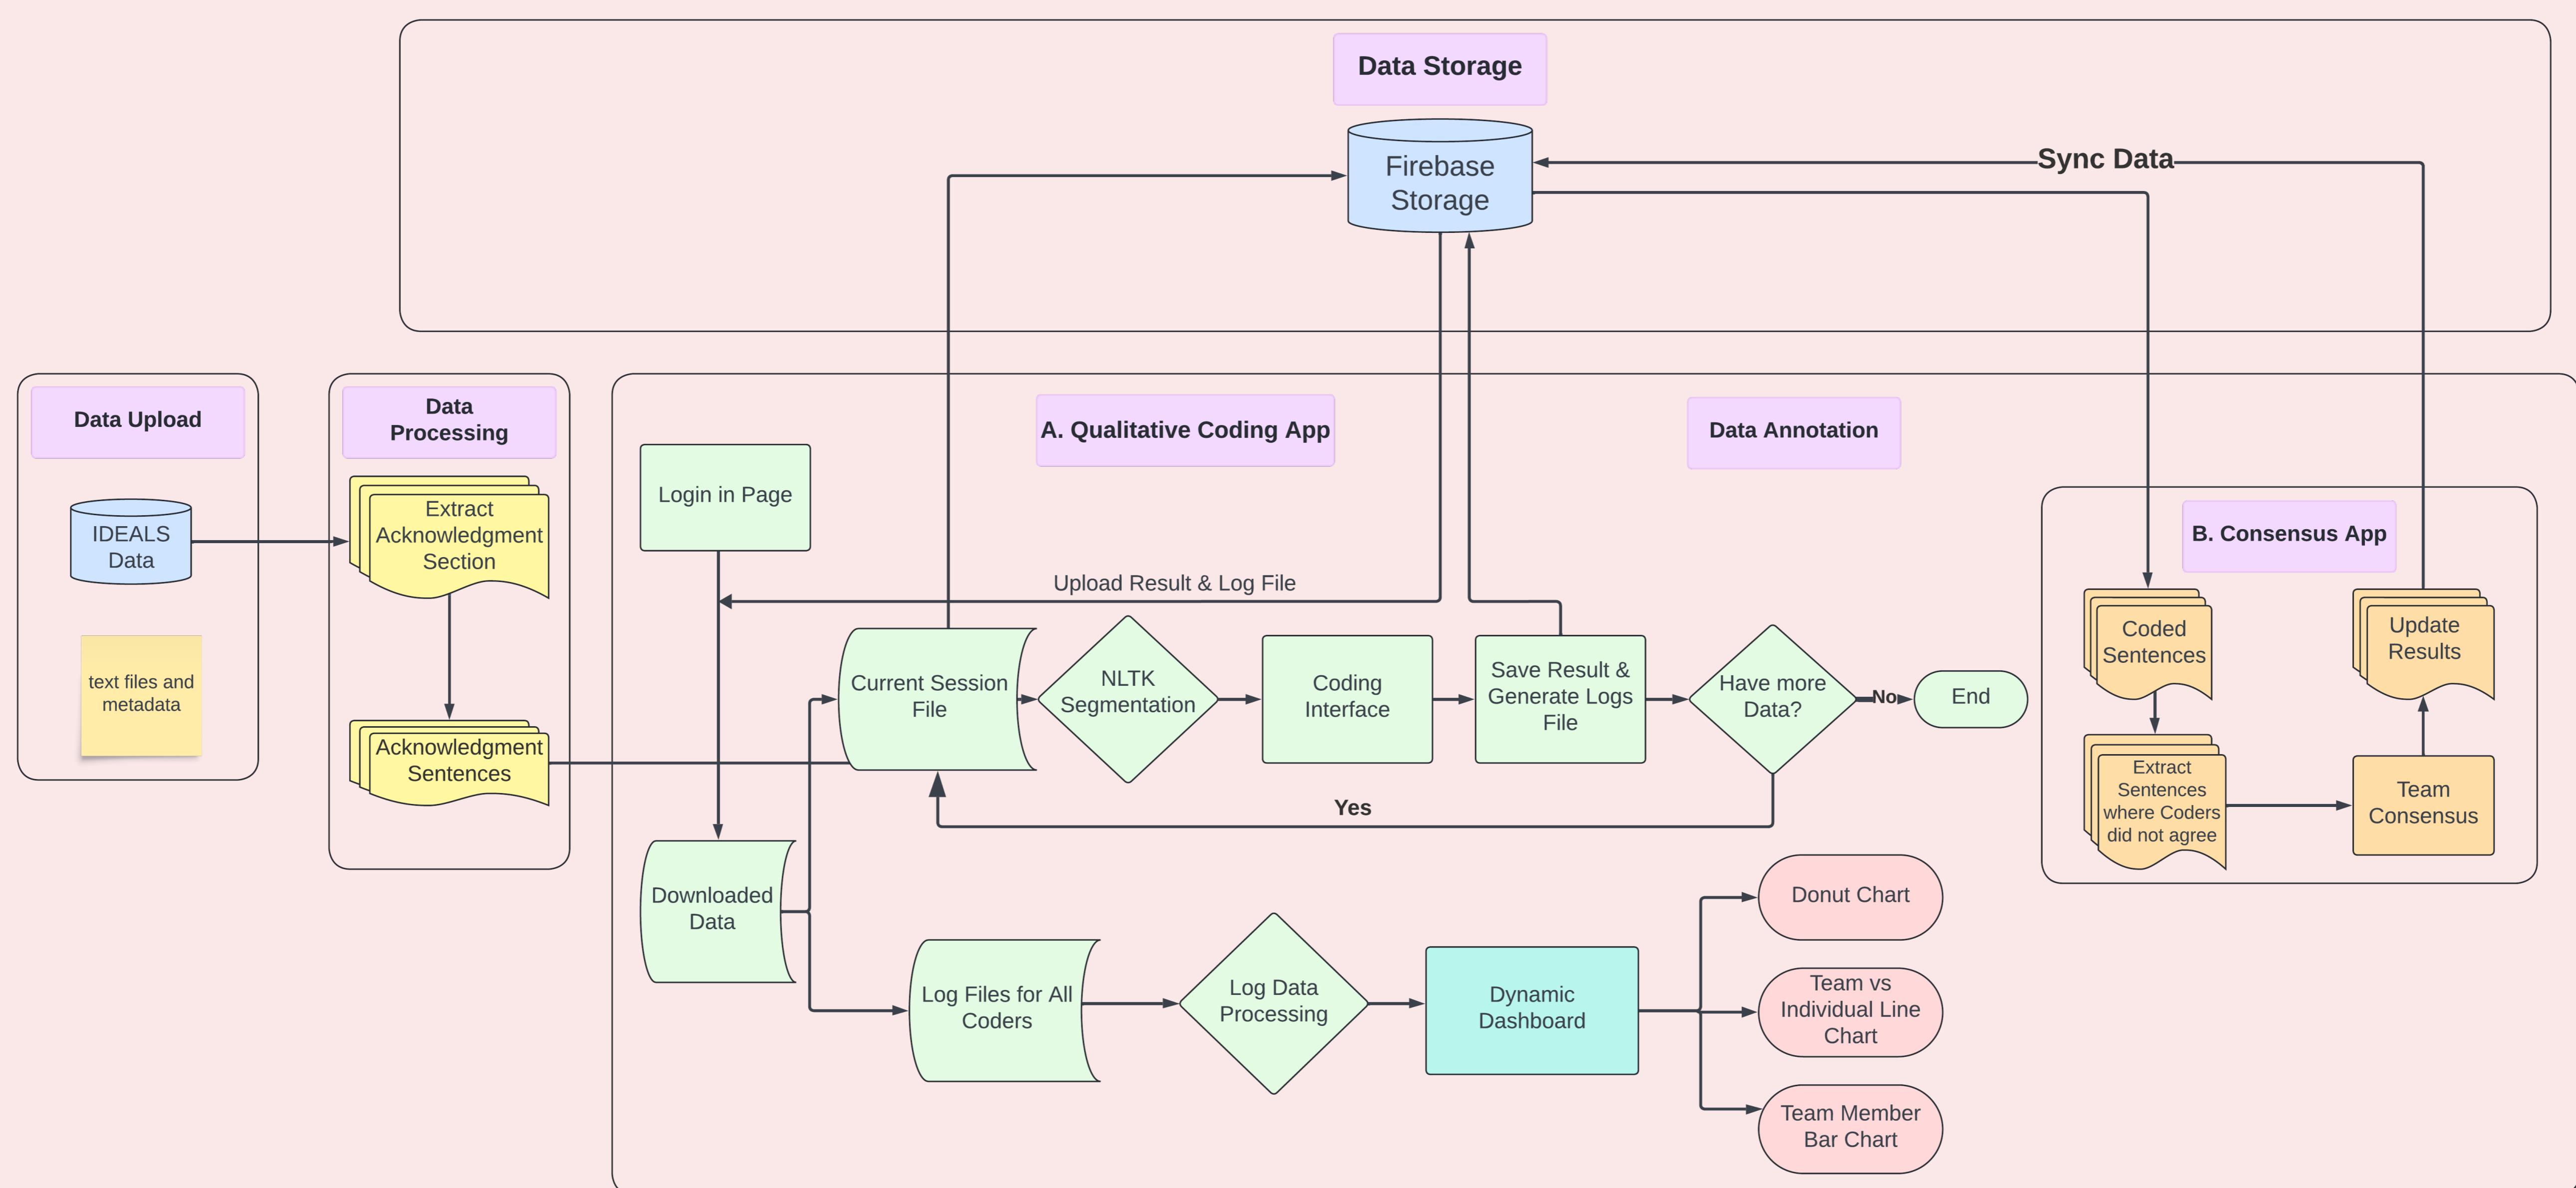 Data Storage
Firebase
Storage
Sync Data
Data Upload
IDEALS
Data
text files and
metadata
Data
Processing
Extract
Acknowledgment
Section
Acknowledgment
Sentences
A. Qualitative Coding App
Data Annotation
Login in Page
Upload Result & Log File
Current Session
File
NLTK
Segmentation
Coding
Interface
Save Result &
Generate Logs
File
Have more
Data?
No
End
Yes
Downloaded
Data
Log Files for All
Coders
Log Data
Processing
Dynamic
Dashboard
Donut Chart
Team vs
Individual Line
Chart
Team Member
Bar Chart
B. Consensus App
Coded
Sentences
Update
Results
Extract
Sentences
where Coders
did not agree
Team
Consensus